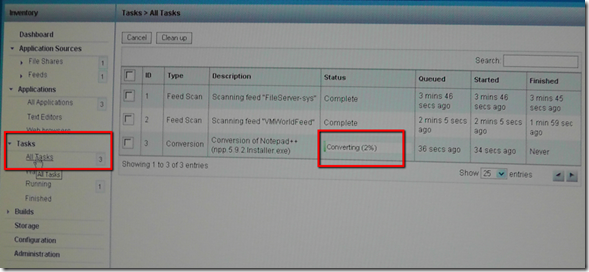 Inventory
Tasks > All Tasks
Dashboard
Application Sources
File Shares 1
Feeds 1
Applications
All Applications 3
Text Editors
Web browsers
Tasks
All Tasks 3
All Tasks
Running 1
Finished
Builds
Storage
Configuration
Administration
Cancel Clean up
Search:
ID Type Description Status Queued Started Finished
1 Feed Scan Scanning feed "FileServer-sys" Complete 3 mins 46 secs ago 3 mins 46 secs ago 3 mins 45 secs ago
2 Feed Scan Scanning feed "VMWorldFeed" Complete 2 mins 5 secs ago 2 mins 5 secs ago 1 min 59 secs ago
3 Conversion Conversion of Notepad++ (npp.5.9.2.Installer.exe) Converting (2%) 36 secs ago 34 secs ago Never
Showing 1 to 3 of 3 entries
Show 25 entries